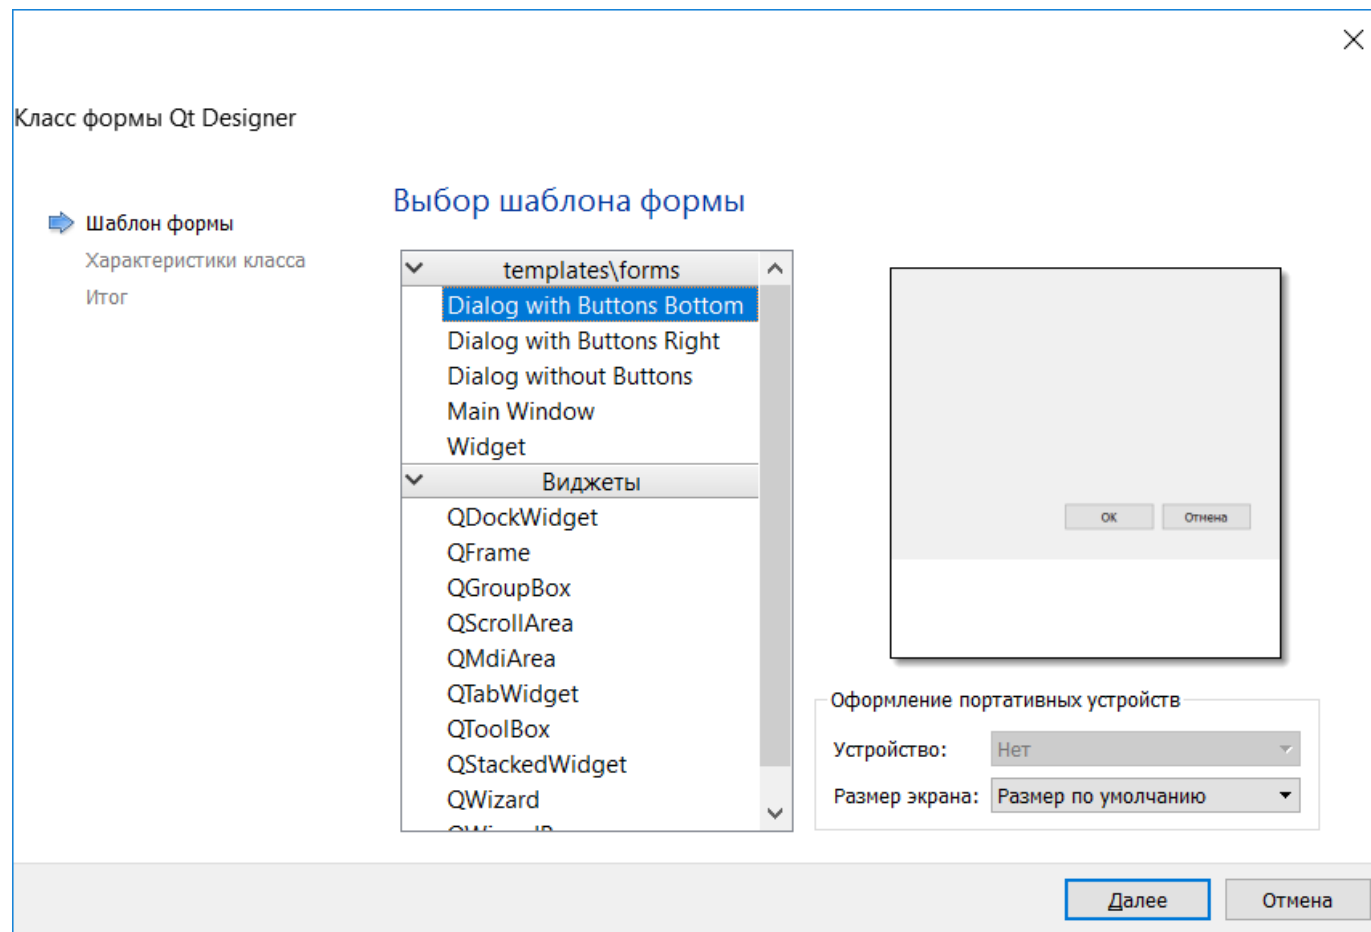 Класс формы Qt Designer
Шаблон формы
Характеристики класса
Итог
Выбор шаблона формы
templates\forms
Dialog with Buttons Bottom
Dialog with Buttons Right
Dialog without Buttons
Main Window
Widget
Виджеты
QDockWidget
QFrame
QGroupBox
QScrollArea
QMdiArea
QTabWidget
QToolBox
QStackedWidget
QWizard
ОК Отмена
Оформление портативных устройств
Устройство: Нет
Размер экрана: Размер по умолчанию
Далее Отмена